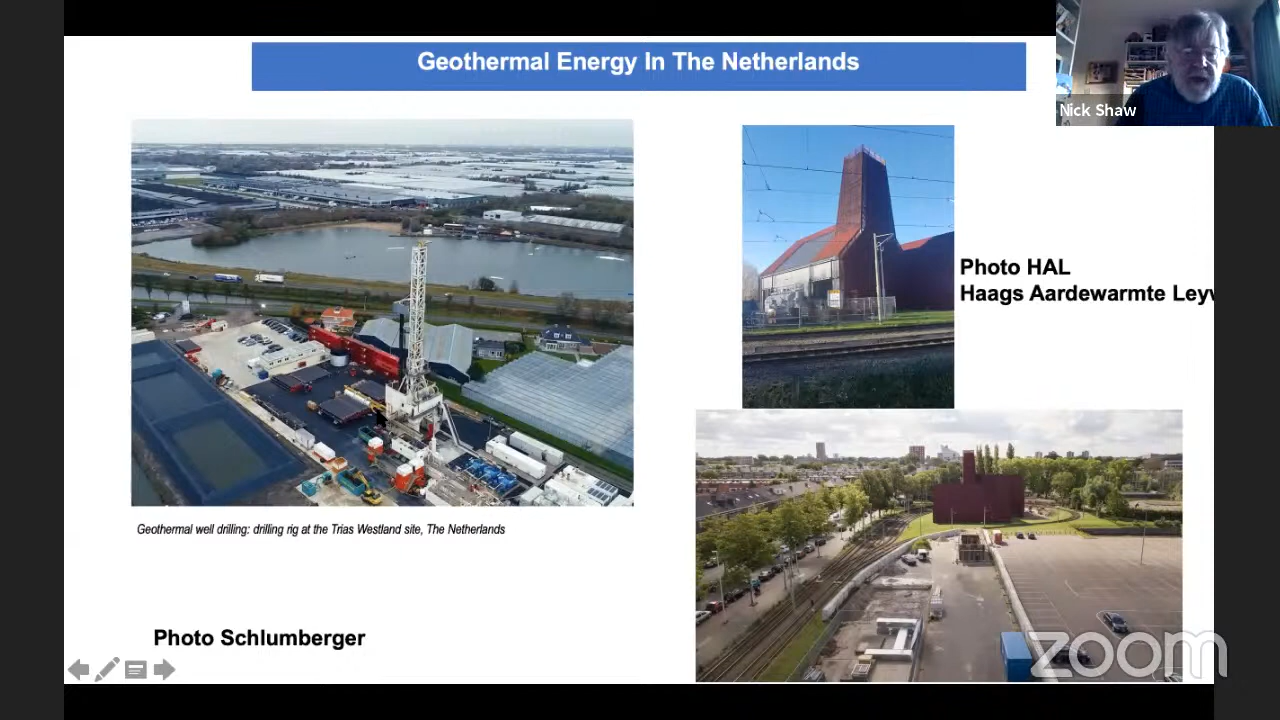 Geothermal Energy In The Netherlands
Nick Shaw
Photo HAL
Haags Aardewarmte Leyw
Geothermal well drilling: drilling rig at the Trias Westland site, The Netherlands
Photo Schlumberger
zoom